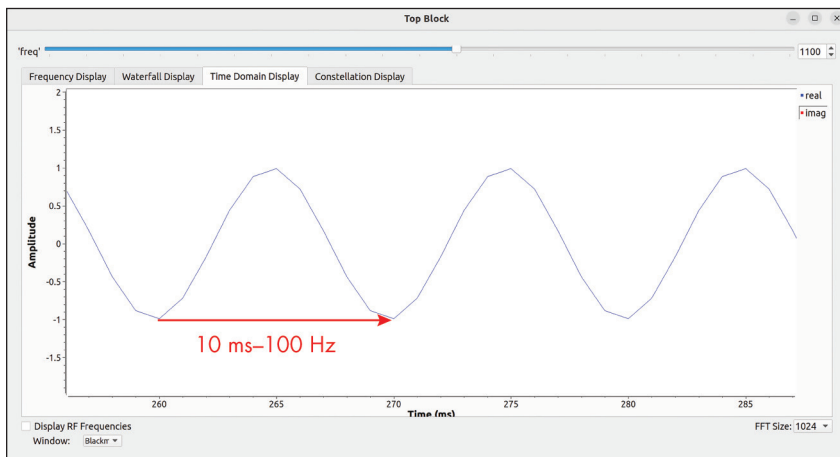 Top Block
'freq'
1100
Frequency Display
Waterfall Display
Time Domain Display
Constellation Display
2
1.5
1
0.5
0
-0.5
-1
-1.5
Amplitude
real
imag
10 ms–100 Hz
260
265
270
275
280
285
Time (ms)
Display RF Frequencies
FFT Size: 1024
Window: